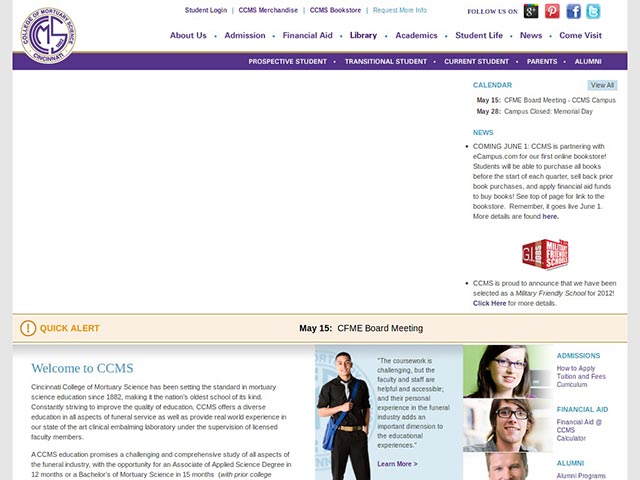 Student Login | CCMS Merchandise | CCMS Bookstore | Request More Info
FOLLOW US ON
COLLEGE OF MORTUARY SCIENCE
CINCINNATI
About Us • Admission • Financial Aid • Library • Academics • Student Life • News • Come Visit
PROSPECTIVE STUDENT • TRANSITIONAL STUDENT • CURRENT STUDENT • PARENTS • ALUMNI
CALENDAR
View All
May 15: CFME Board Meeting - CCMS Campus
May 28: Campus Closed: Memorial Day
NEWS
• COMING JUNE 1: CCMS is partnering with
eCampus.com for our first online bookstore!
Students will be able to purchase all books
before the start of each quarter, sell back prior
book purchases, and apply financial aid funds
to buy books! See top of page for link to the
bookstore. Remember, it goes live June 1.
More details are found here.
G.I. JOBS
MILITARY
FRIENDLY
SCHOOLS
• CCMS is proud to announce that we have been
selected as a Military Friendly School for 2012!
Click Here for more details.
QUICK ALERT
May 15: CFME Board Meeting
Welcome to CCMS
Cincinnati College of Mortuary Science has been setting the standard in mortuary
science education since 1882, making it the nation's oldest school of its kind.
Constantly striving to improve the quality of education, CCMS offers a diverse
education in all aspects of funeral service as well as provide real world experience in
our state of the art clinical embalming laboratory under the supervision of licensed
faculty members.
A CCMS education promises a challenging and comprehensive study of all aspects of
the funeral industry, with the opportunity for an Associate of Applied Science Degree in
12 months or a Bachelor's of Mortuary Science in 15 months (with prior college
"The coursework is
challenging, but the
faculty and staff are
helpful and accessible;
and their personal
experience in the funeral
industry adds an
important dimension to
the educational
experiences."
Learn More >
ADMISSIONS
How to Apply
Tuition and Fees
Curriculum
FINANCIAL AID
Financial Aid @
CCMS
Calculator
ALUMNI
Alumni Programs